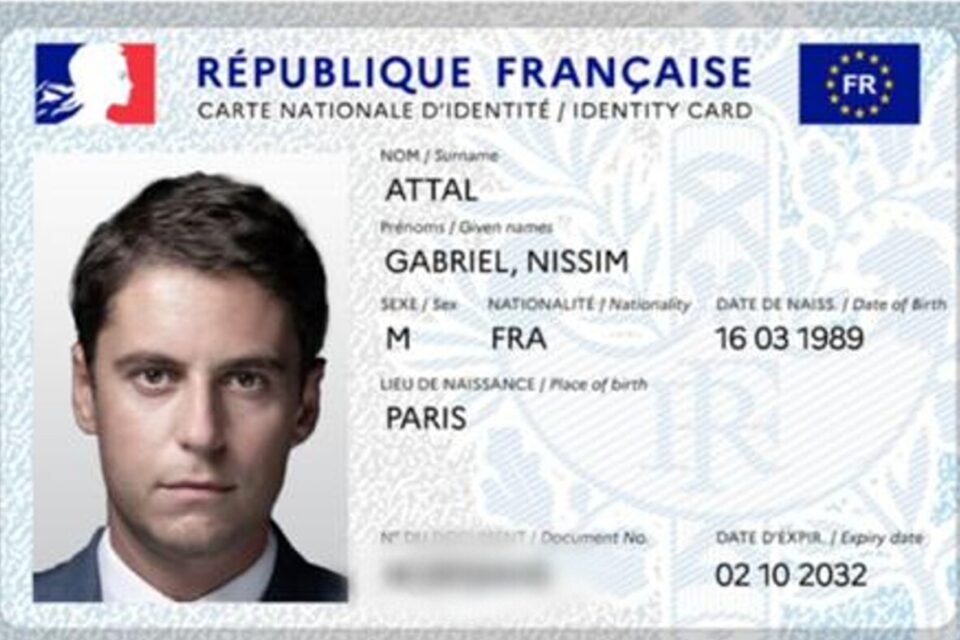 RÉPUBLIQUE FRANÇAISE
FR
CARTE NATIONALE D'IDENTITÉ / IDENTITY CARD
NOM / Surname
ATTAL
Prénoms / Given names
GABRIEL, NISSIM
SEXE / Sex NATIONALITÉ / Nationality DATE DE NAISS. / Date of Birth
M FRA 16 03 1989
LIEU DE NAISSANCE / Place of birth
PARIS
RF
N° DU DOCUMENT / Document No. DATE D'EXPIR. / Expiry date
02 10 2032